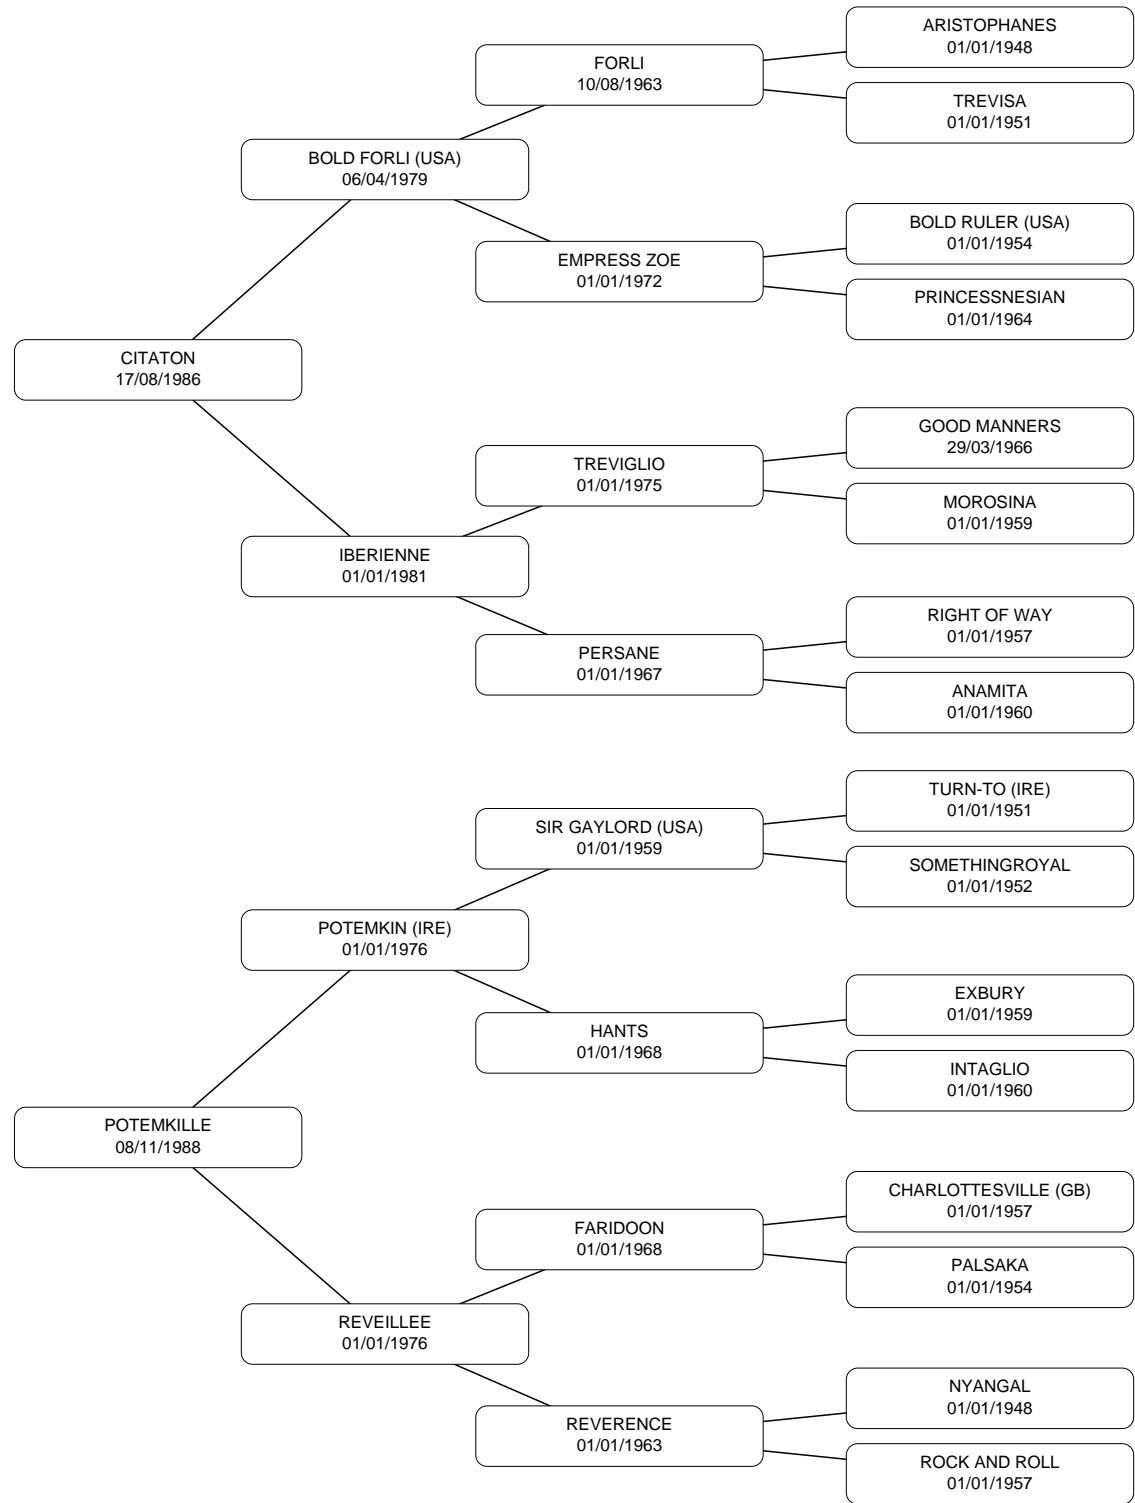 ARISTOPHANES
01/01/1948
FORLI
10/08/1963
TREVISA
01/01/1951
BOLD FORLI (USA)
06/04/1979
BOLD RULER (USA)
01/01/1954
EMPRESS ZOE
01/01/1972
PRINCESSNESIAN
01/01/1964
CITATON
17/08/1986
GOOD MANNERS
29/03/1966
TREVIGLIO
01/01/1975
MOROSINA
01/01/1959
IBERIENNE
01/01/1981
RIGHT OF WAY
01/01/1957
PERSANE
01/01/1967
ANAMITA
01/01/1960
TURN-TO (IRE)
01/01/1951
SIR GAYLORD (USA)
01/01/1959
SOMETHINGROYAL
01/01/1952
POTEMKIN (IRE)
01/01/1976
EXBURY
01/01/1959
HANTS
01/01/1968
INTAGLIO
01/01/1960
POTEMKILLE
08/11/1988
CHARLOTTESVILLE (GB)
01/01/1957
FARIDOON
01/01/1968
PALSAKA
01/01/1954
REVEILLEE
01/01/1976
NYANGAL
01/01/1948
REVERENCE
01/01/1963
ROCK AND ROLL
01/01/1957